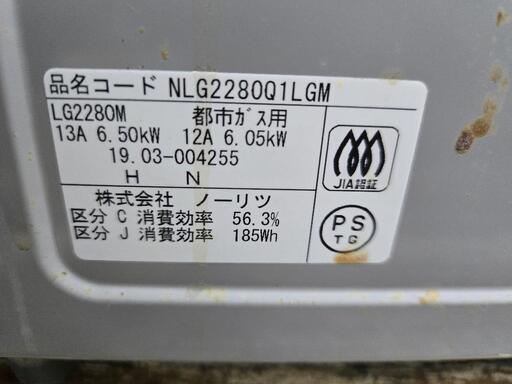 品名コード NLG2280Q1LGM
LG2280M 都市ガス用
13A 6.50kW 12A 6.05kW
19.03-004255
H N
JIA認証
株式会社 ノーリツ
区分 C 消費効率 56.3%
区分 J 消費効率 185Wh
PS
TG